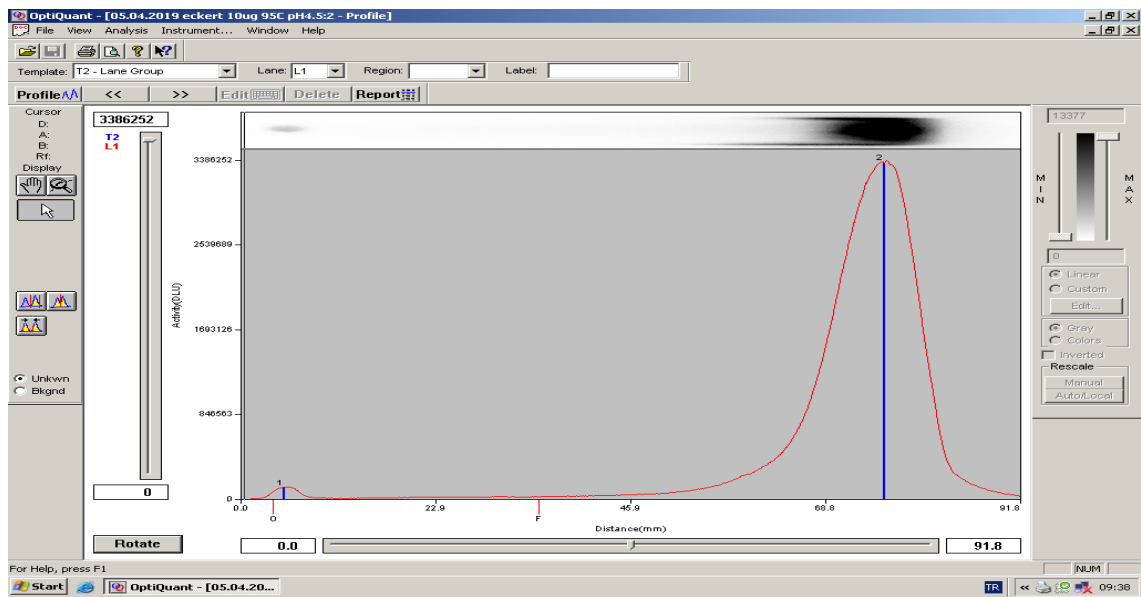 OptiQuant - [05.04.2019 eckert 10ug 95C pH4.5:2 - Profile]
File View Analysis Instrument... Window Help
Template: T2 - Lane Group Lane: L1 Region: Label:
Profile << >> Edit Delete Report
Cursor
D:
A:
B:
Rf:
Display
Unkwn
Bkgnd
3386252
T2
L1
0
Rotate
3386252
2539689
1693126
846563
0
Activity(DLU)
1
2
0.0 22.9 45.9 68.8 91.8
O F
Distance(mm)
0.0 91.8
13377
MIN
MAX
0
Linear
Custom
Edit...
Gray
Colors
Inverted
Rescale
Manual
Auto/Local
For Help, press F1 NUM
Start OptiQuant - [05.04.20... TR « 09:38